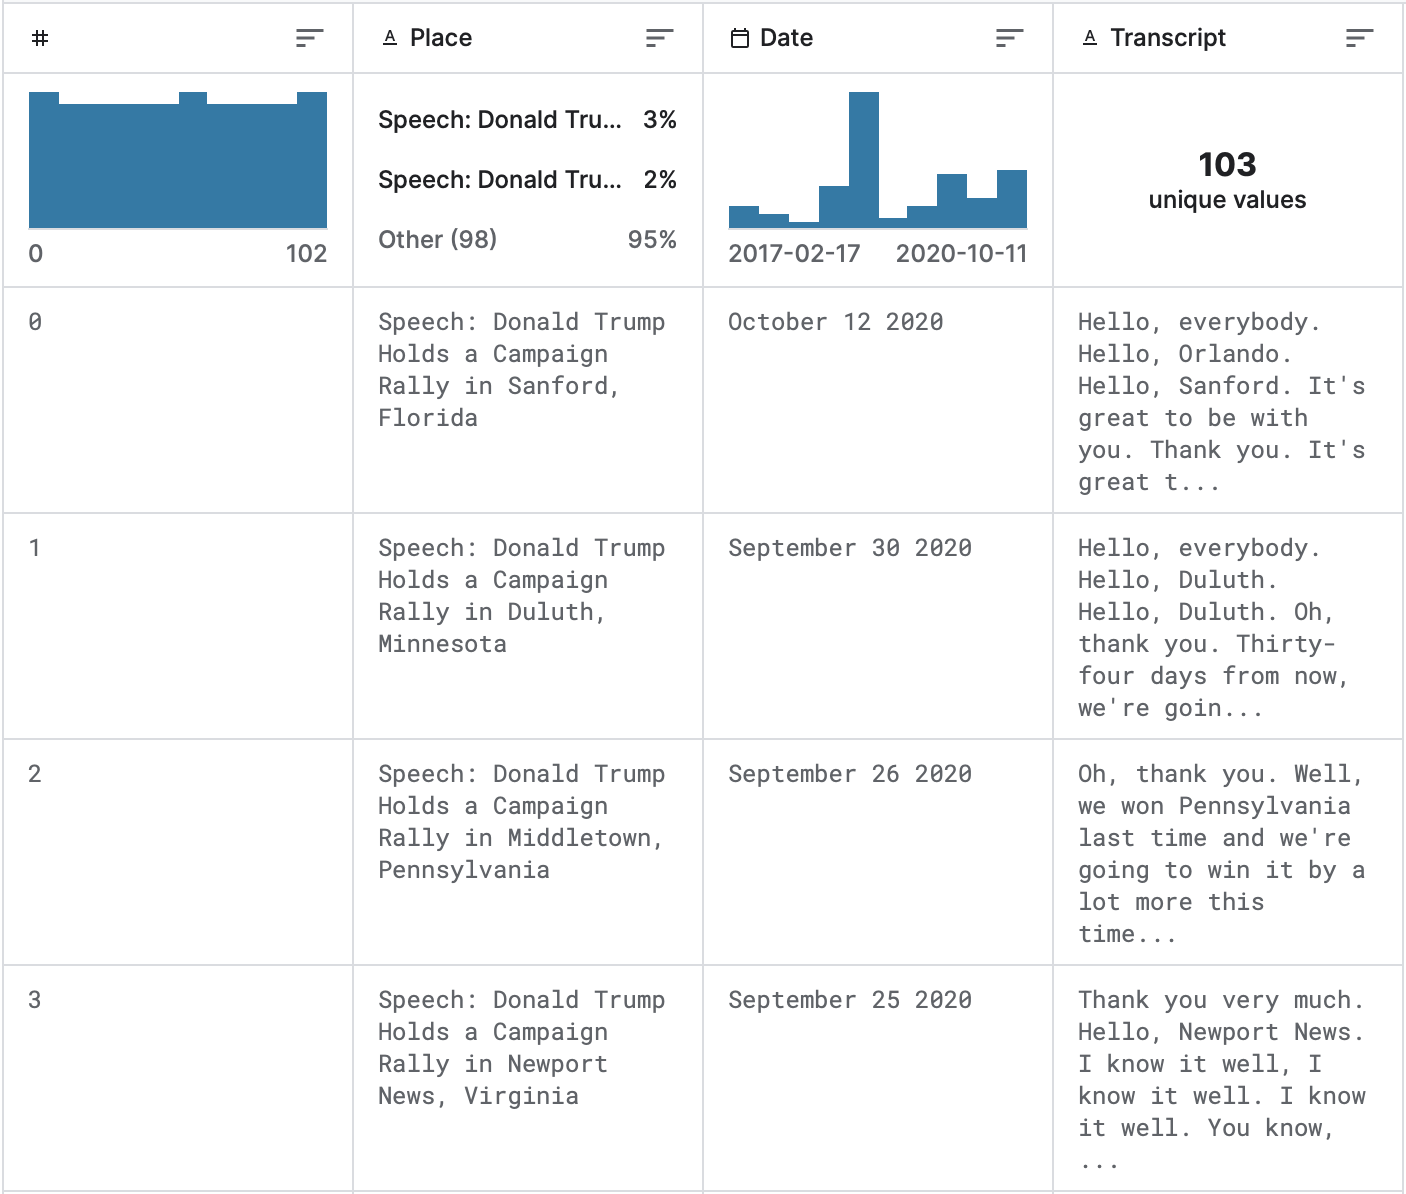 #
Place
Date
Transcript
0 102
Speech: Donald Tru... 3%
Speech: Donald Tru... 2%
Other (98) 95%
2017-02-17 2020-10-11
103
unique values
0
Speech: Donald Trump
Holds a Campaign
Rally in Sanford,
Florida
October 12 2020
Hello, everybody.
Hello, Orlando.
Hello, Sanford. It's
great to be with
you. Thank you. It's
great t...
1
Speech: Donald Trump
Holds a Campaign
Rally in Duluth,
Minnesota
September 30 2020
Hello, everybody.
Hello, Duluth.
Hello, Duluth. Oh,
thank you. Thirty-
four days from now,
we're goin...
2
Speech: Donald Trump
Holds a Campaign
Rally in Middletown,
Pennsylvania
September 26 2020
Oh, thank you. Well,
we won Pennsylvania
last time and we're
going to win it by a
lot more this
time...
3
Speech: Donald Trump
Holds a Campaign
Rally in Newport
News, Virginia
September 25 2020
Thank you very much.
Hello, Newport News.
I know it well, I
know it well. I know
it well. You know,
...